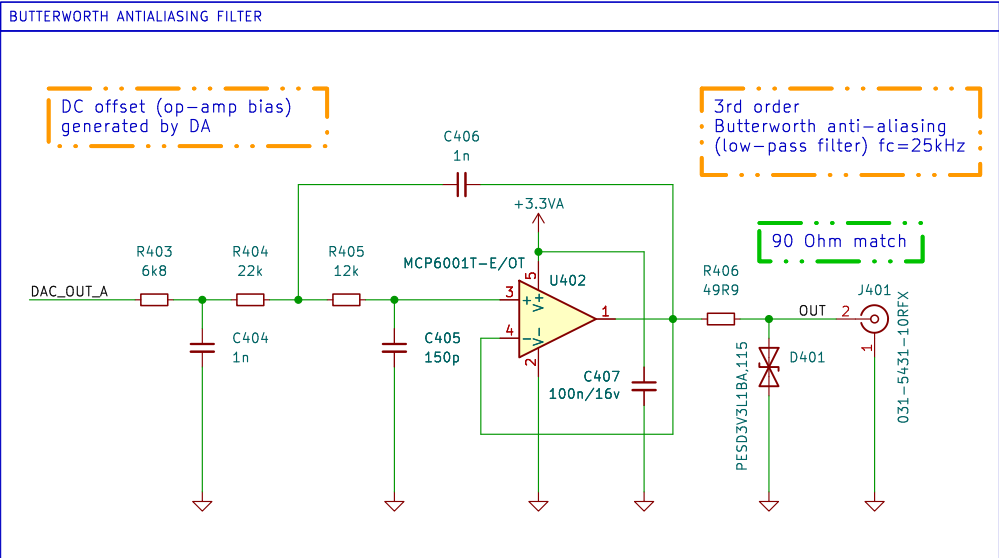 BUTTERWORTH ANTIALIASING FILTER
DC offset (op-amp bias)
generated by DA
3rd order
Butterworth anti-aliasing
(low-pass filter) fc=25kHz
C406
1n
+3.3VA
90 Ohm match
R403
6k8
R404
22k
R405
12k
MCP6001T-E/OT
U402
R406
49R9
J401
DAC_OUT_A
OUT
3
+
V+
5
4
-
V-
2
1
2
1
C404
1n
C405
150p
C407
100n/16v
D401
PESD3V3L1BA,115
031-5431-10RFX